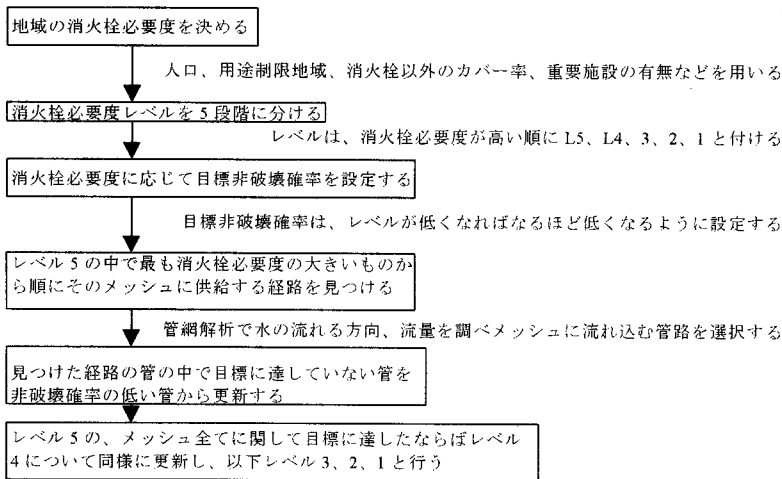 地域の消火栓必要度を決める
人口、用途制限地域、消火栓以外のカバー率、重要施設の有無などを用いる
消火栓必要度レベルを5段階に分ける
レベルは、消火栓必要度が高い順に L5、L4、3、2、1 と付ける
消火栓必要度に応じて目標非破壊確率を設定する
目標非破壊確率は、レベルが低くなればなるほど低くなるように設定する
レベル 5 の中で最も消火栓必要度の大きいものか
ら順にそのメッシュに供給する経路を見つける
管網解析で水の流れる方向、流量を調べメッシュに流れ込む管路を選択する
見つけた経路の管の中で目標に達していない管を
非破壊確率の低い管から更新する
レベル 5 の、メッシュ全てに関して目標に達したならばレベル
4 について同様に更新し、以下レベル 3、2、1 と行う